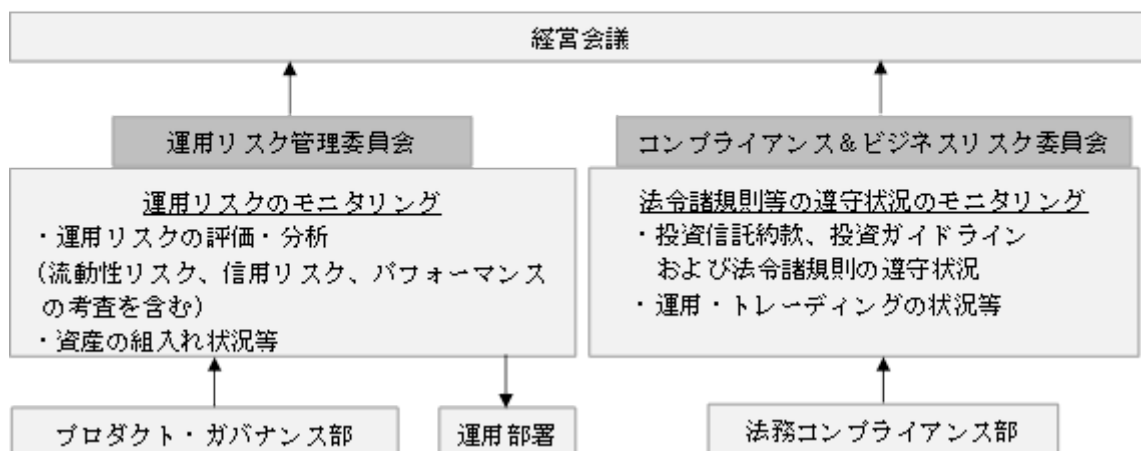 経営会議
運用リスク管理委員会
運用リスクのモニタリング
・運用リスクの評価・分析
(流動性リスク、信用リスク、パフォーマンス
の考査を含む)
・資産の組入れ状況等
プロダクト・ガバナンス部
運用部署
コンプライアンス&ビジネスリスク委員会
法令諸規則等の遵守状況のモニタリング
・投資信託約款、投資ガイドライン
および法令諸規則の遵守状況
・運用・トレーディングの状況等
法務コンプライアンス部